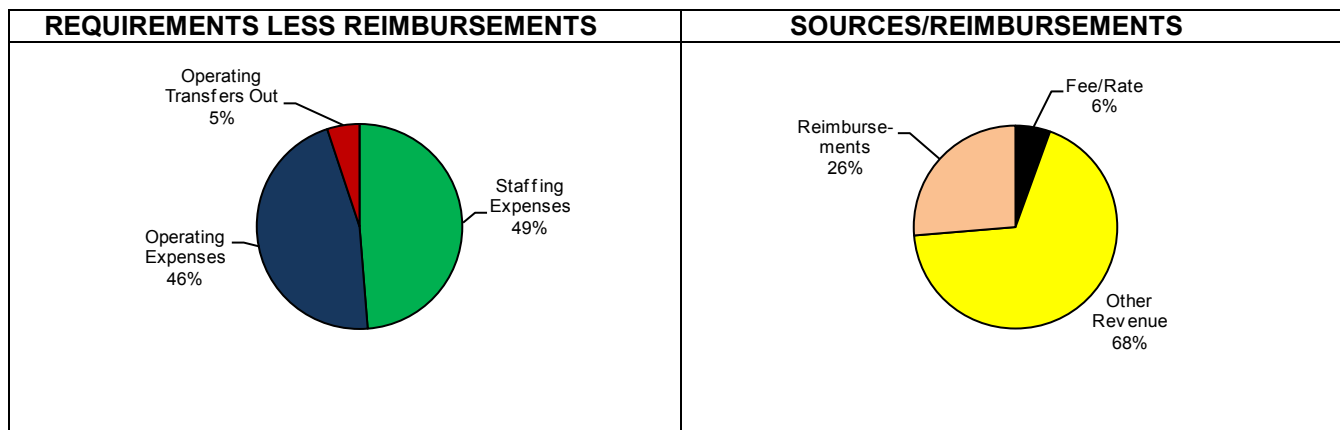 REQUIREMENTS LESS REIMBURSEMENTS
Operating
Transfers Out
5%
Staffing
Expenses
49%
Operating
Expenses
46%
SOURCES/REIMBURSEMENTS
Fee/Rate
6%
Reimburse-
ments
26%
Other
Revenue
68%